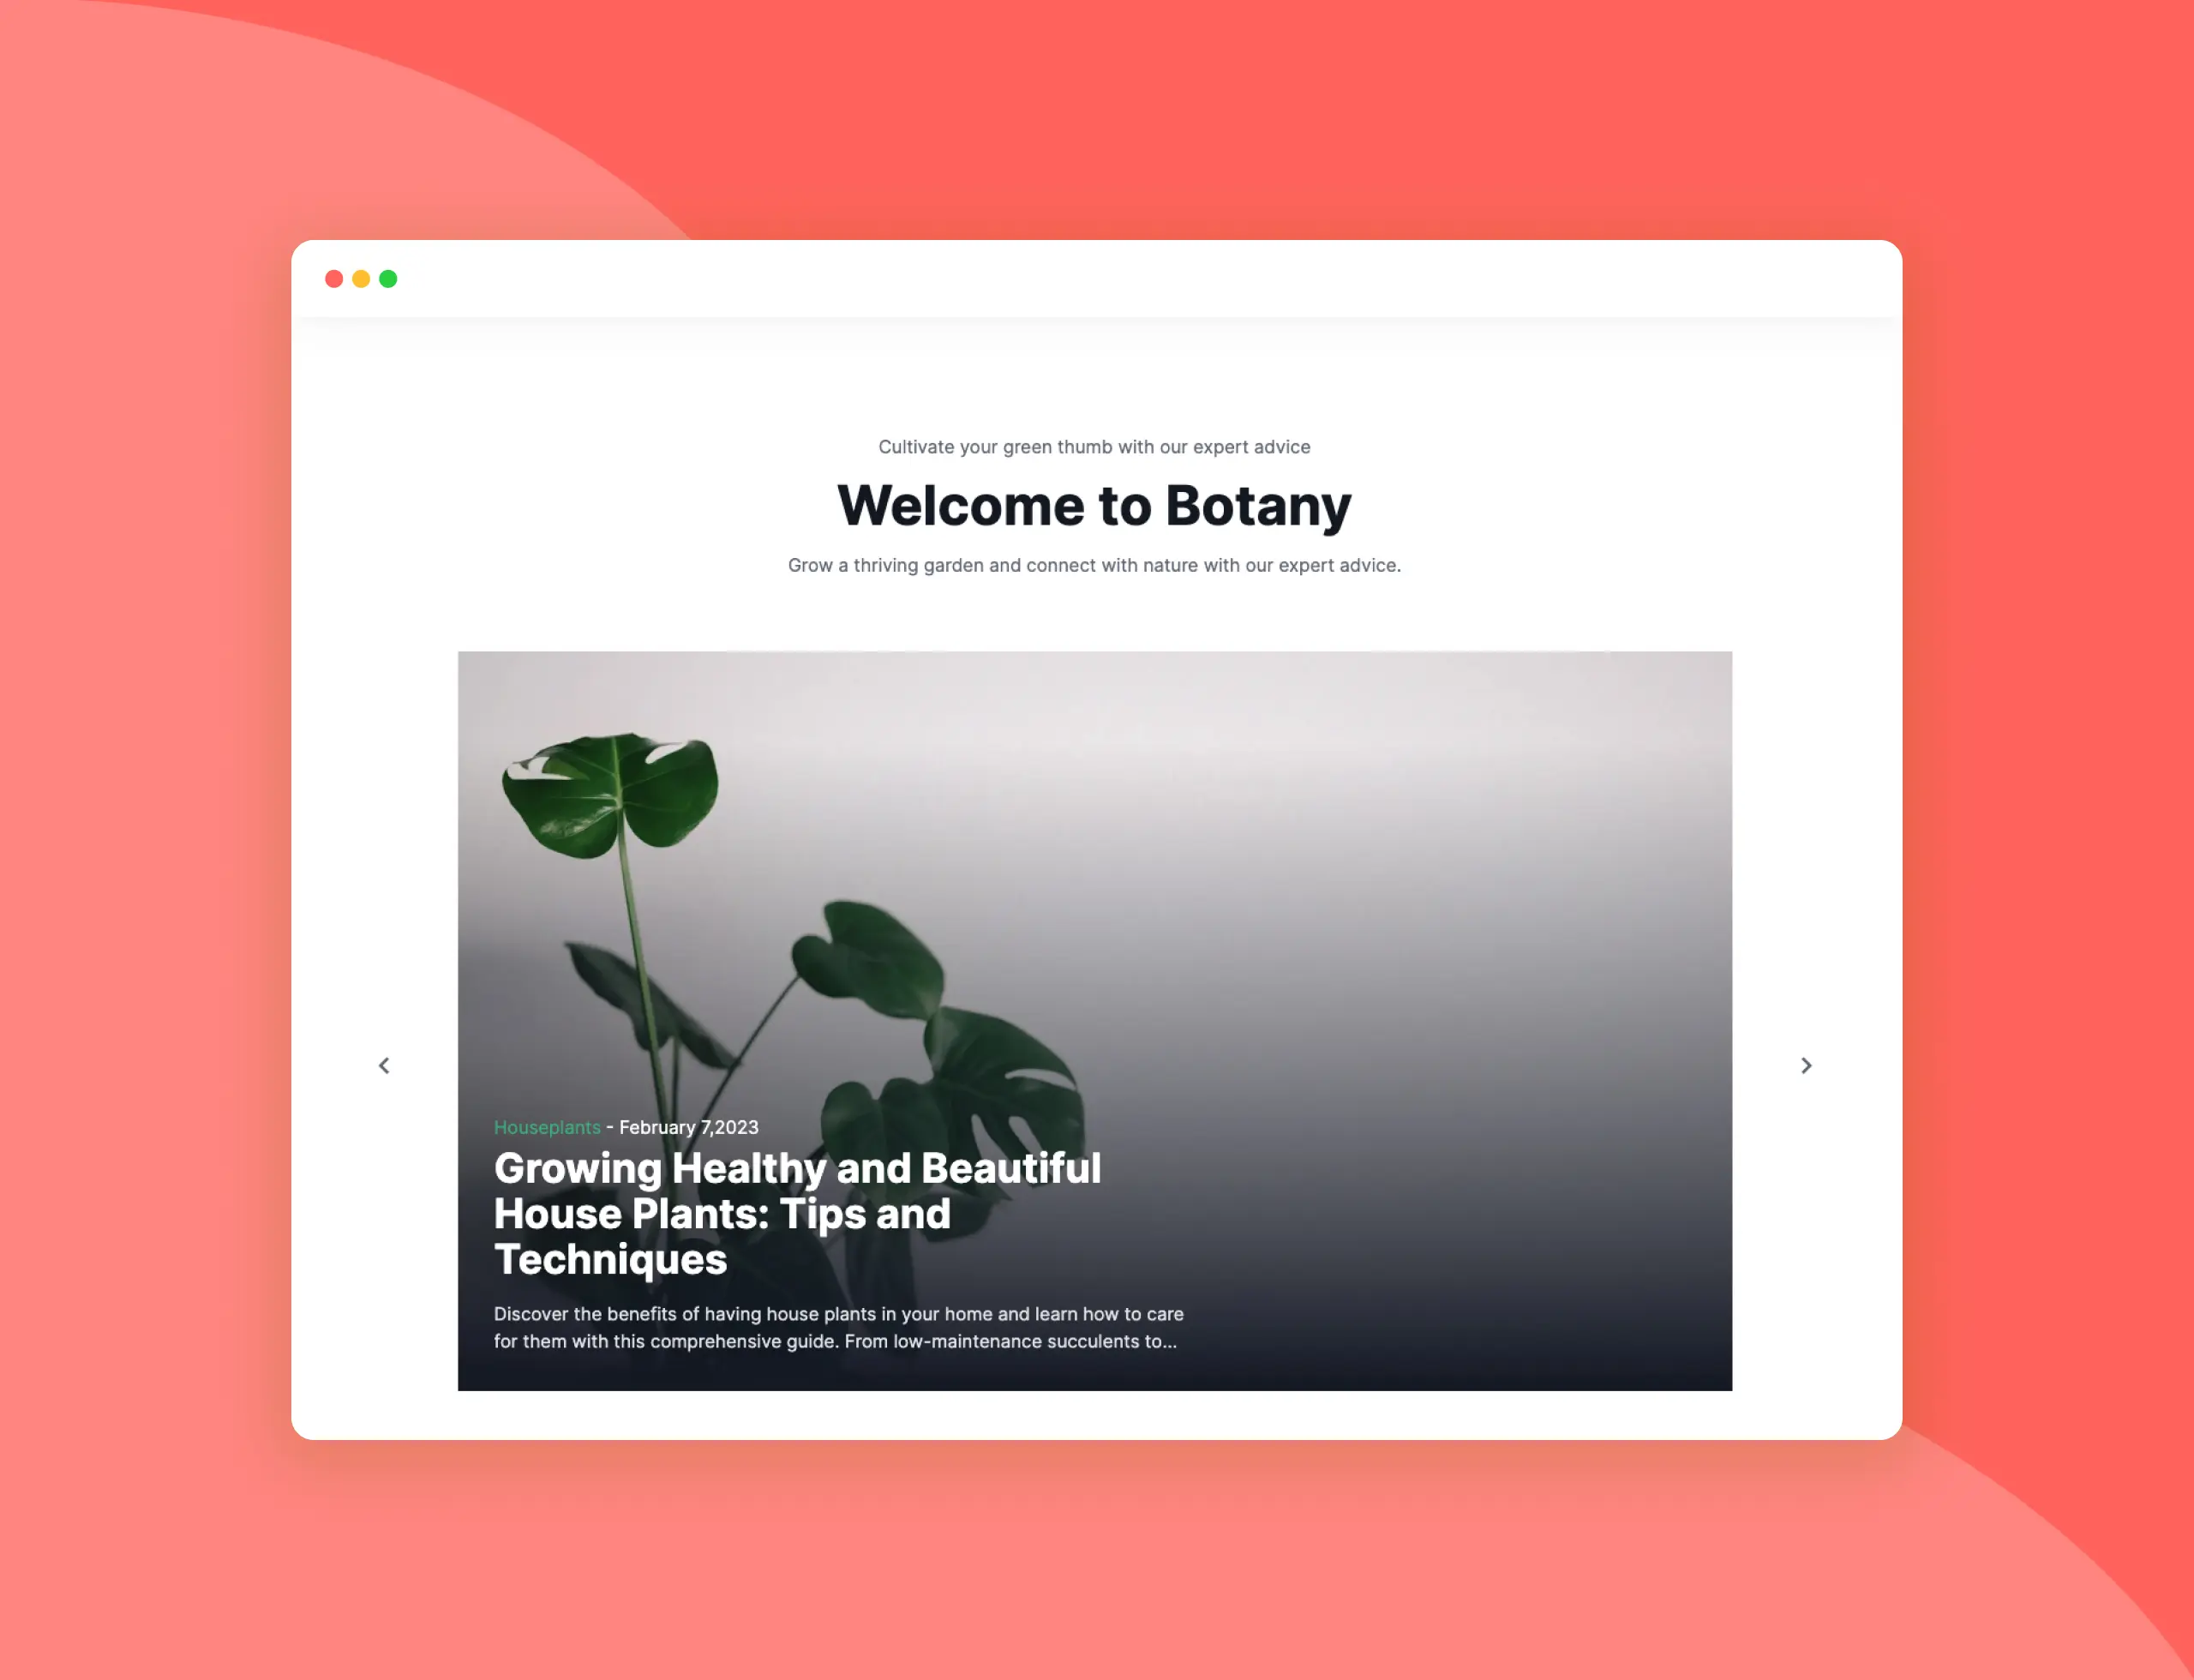 Cultivate your green thumb with our expert advice
Welcome to Botany
Grow a thriving garden and connect with nature with our expert advice.
Houseplants - February 7,2023
Growing Healthy and Beautiful
House Plants: Tips and
Techniques
Discover the benefits of having house plants in your home and learn how to care
for them with this comprehensive guide. From low-maintenance succulents to...